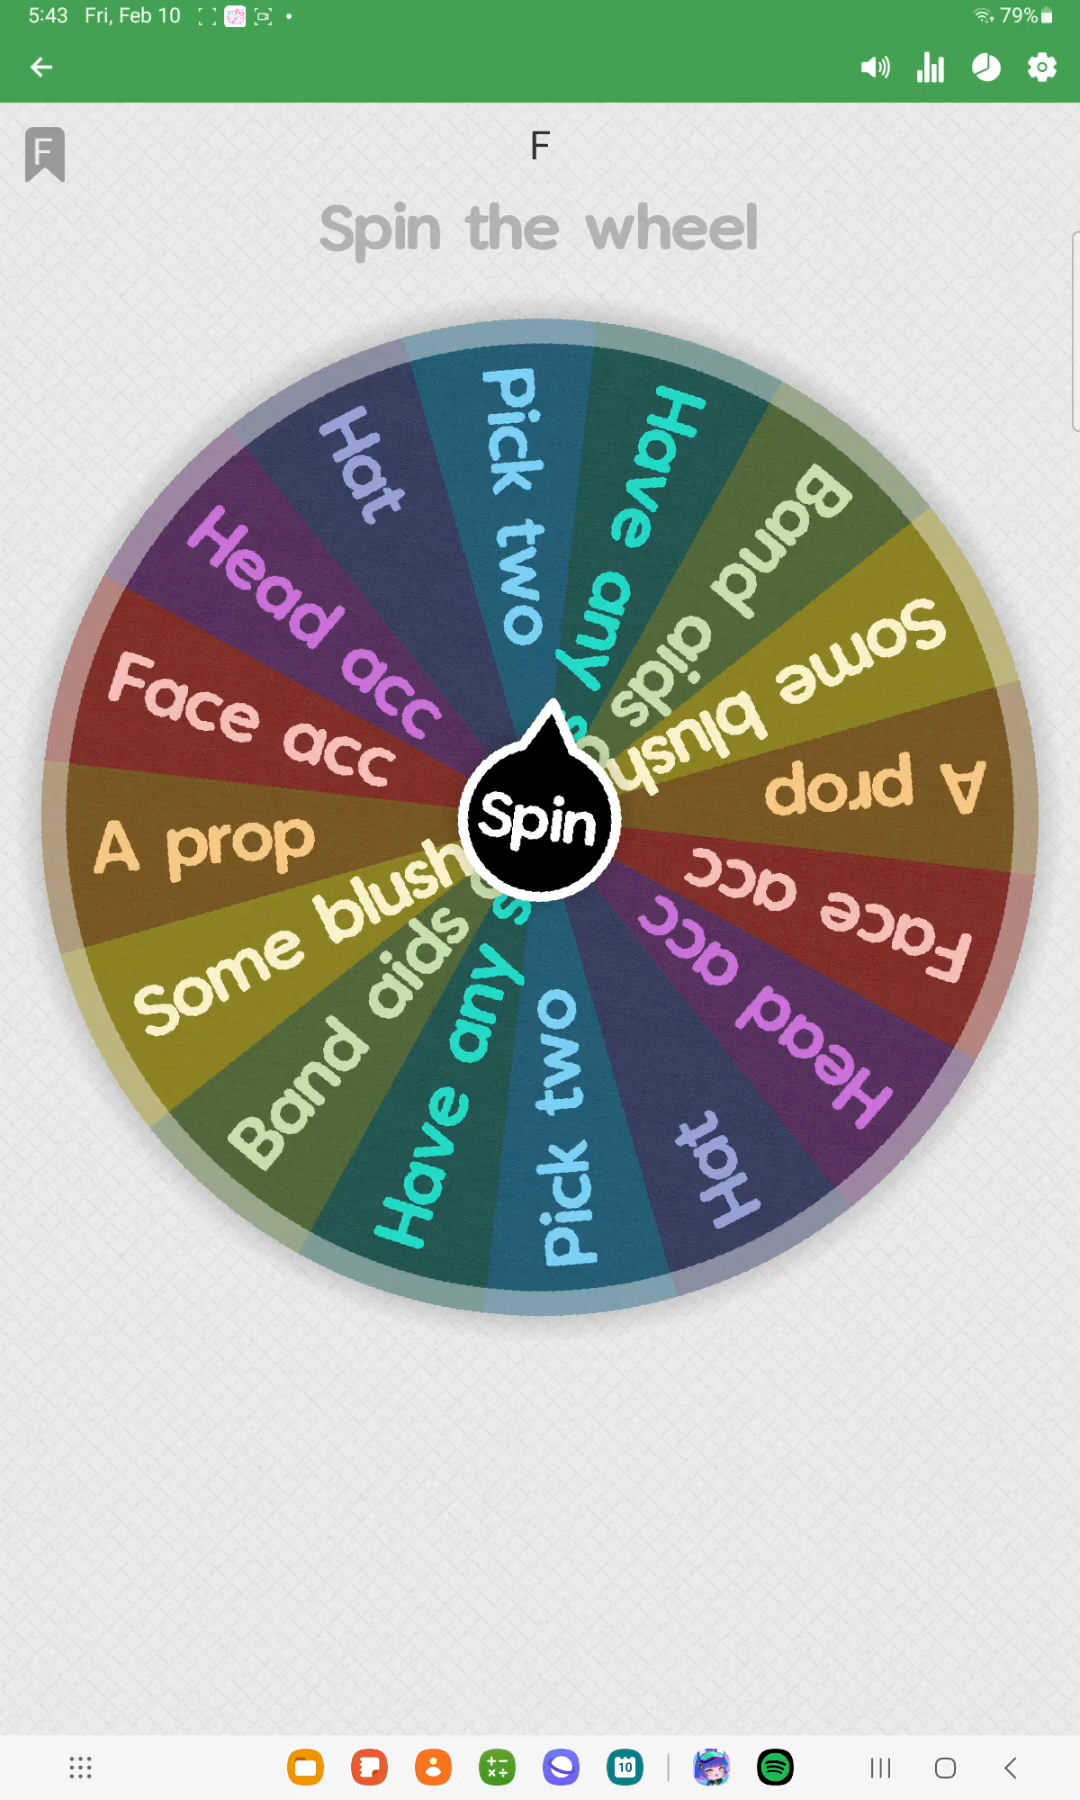 5:43 Fri, Feb 10
79%
F
F
Spin the wheel
Pick two
Have any s
Band aids
Some blush
A prop
Face acc
Head acc
Hat
Pick two
Have any s
Band aids
Some blush
A prop
Face acc
Head acc
Hat
Spin
10